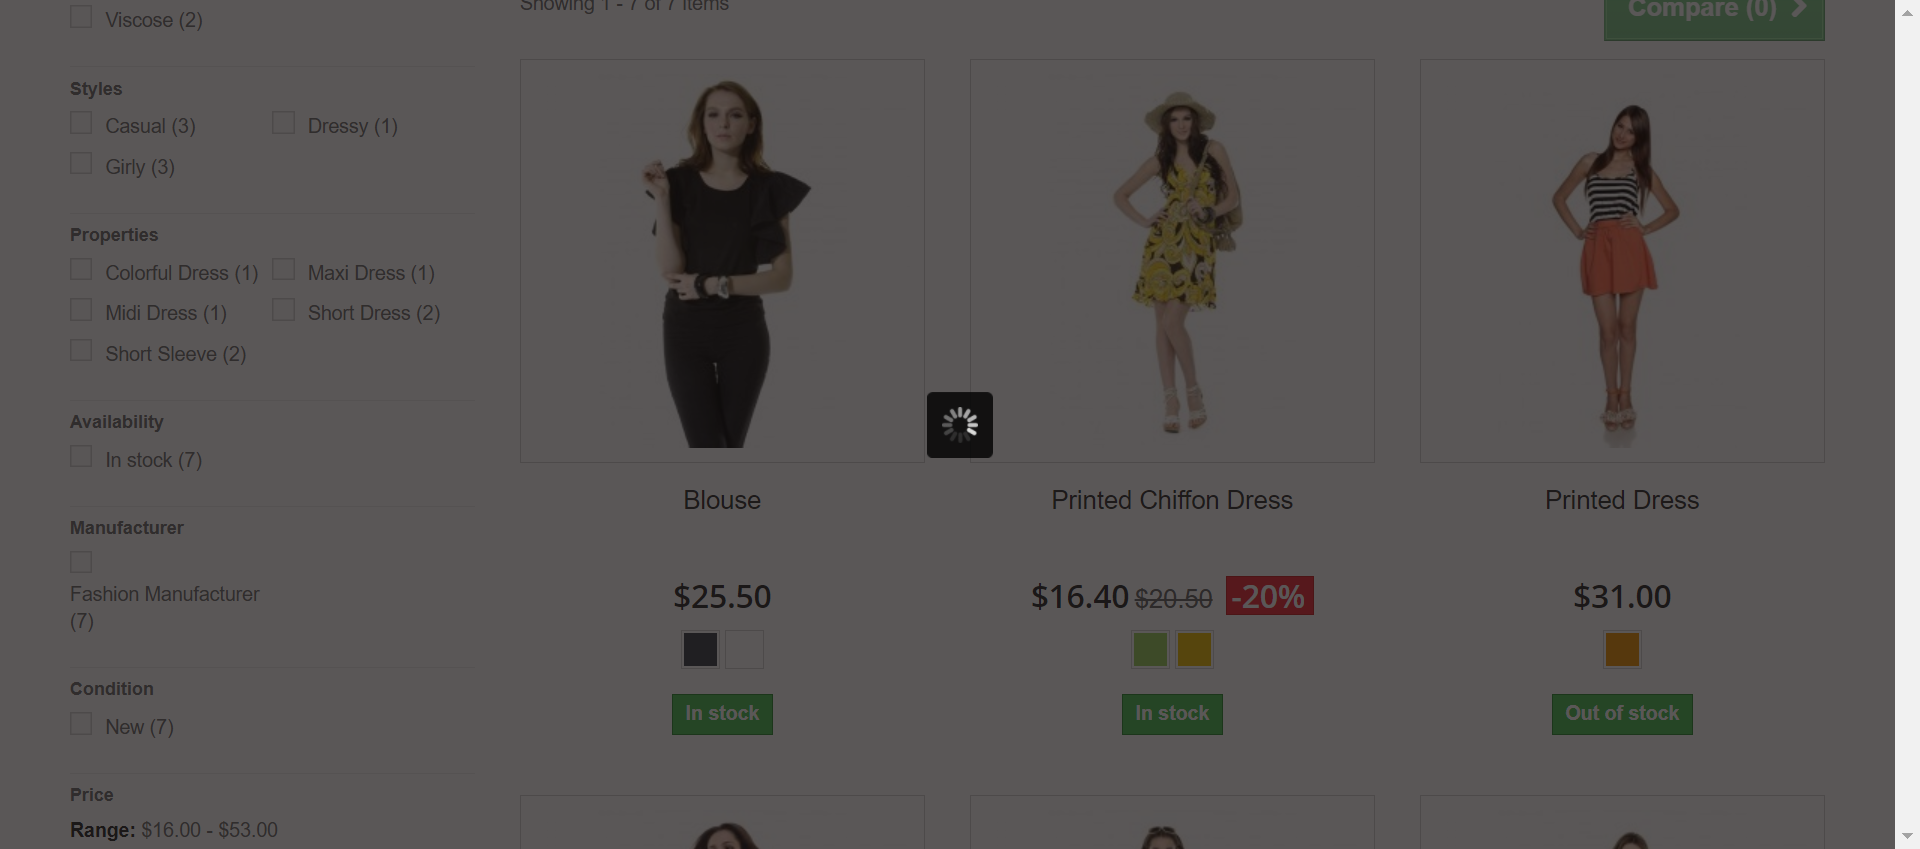 Viscose (2)
Showing 1 - 7 of 7 items
Compare (0)
Styles
Casual (3)
Dressy (1)
Girly (3)
Properties
Colorful Dress (1)
Maxi Dress (1)
Midi Dress (1)
Short Dress (2)
Short Sleeve (2)
Availability
In stock (7)
Manufacturer
Fashion Manufacturer
(7)
Condition
New (7)
Price
Range: $16.00 - $53.00
Blouse
$25.50
In stock
Printed Chiffon Dress
$16.40 $20.50 -20%
In stock
Printed Dress
$31.00
Out of stock